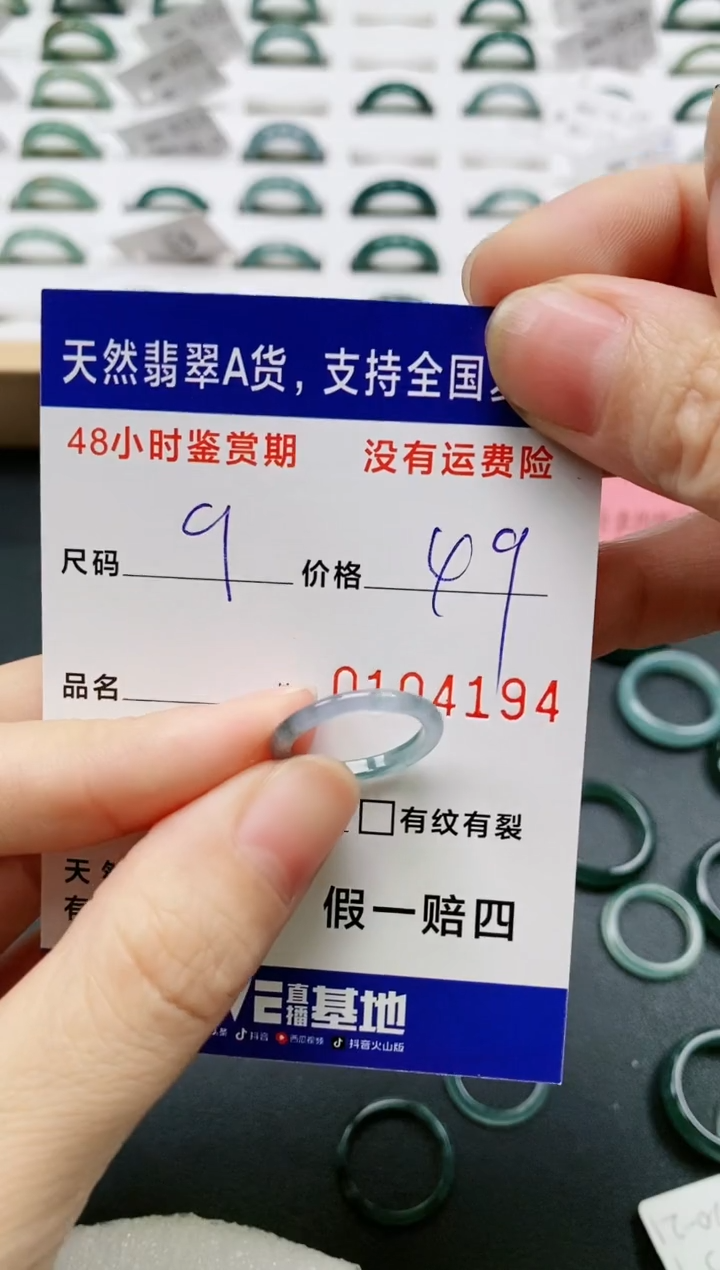 天然翡翠A货，支持全国
48小时鉴赏期 没有运费险
尺码 9 价格 49
品名 0104194
有纹有裂
天
有 假一赔四
直播基地
抖音 西瓜视频 抖音火山版